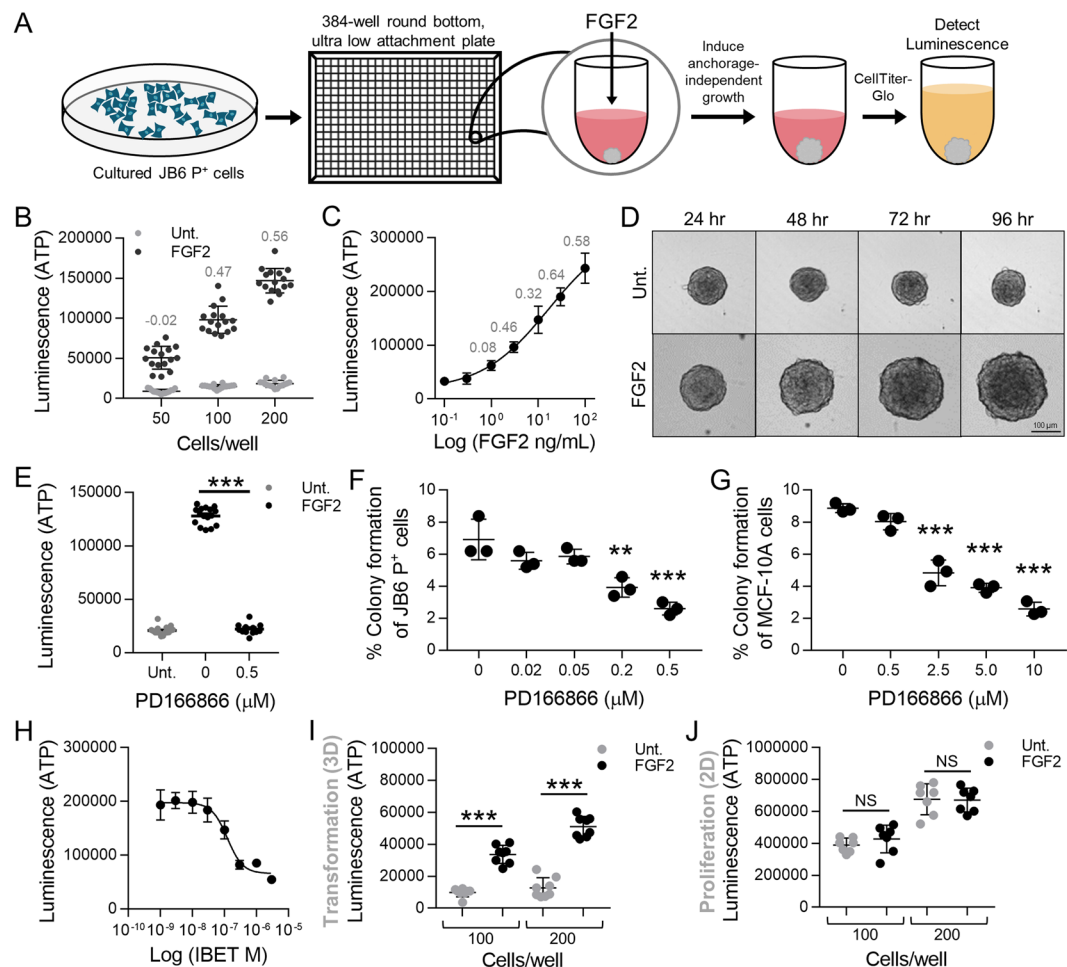 A
384-well round bottom,
ultra low attachment plate
FGF2
Induce
anchorage-
independent
growth
CellTiter-
Glo
Detect
Luminescence
Cultured JB6 P⁺ cells
B
Unt.
FGF2
Luminescence (ATP)
200000
150000
100000
50000
0
-0.02
0.47
0.56
50
100
200
Cells/well
C
Luminescence (ATP)
300000
200000
100000
0
0.08
0.46
0.32
0.64
0.58
10⁻¹
10⁰
10¹
10²
Log (FGF2 ng/mL)
D
24 hr
48 hr
72 hr
96 hr
Unt.
FGF2
100 µm
E
Unt.
FGF2
Luminescence (ATP)
150000
100000
50000
0
***
Unt.
0
0.5
PD166866 (µM)
F
% Colony formation
of JB6 P⁺ cells
10
8
6
4
2
0
**
***
0
0.02
0.05
0.2
0.5
PD166866 (µM)
G
% Colony formation
of MCF-10A cells
10
8
6
4
2
0
***
***
***
0
0.5
2.5
5.0
10
PD166866 (µM)
H
Luminescence (ATP)
300000
200000
100000
0
10⁻¹⁰
10⁻⁹
10⁻⁸
10⁻⁷
10⁻⁶
10⁻⁵
Log (IBET M)
I
Transformation (3D)
Luminescence (ATP)
100000
80000
60000
40000
20000
0
Unt.
FGF2
***
***
100
200
Cells/well
J
Proliferation (2D)
Luminescence (ATP)
1000000
800000
600000
400000
200000
0
Unt.
FGF2
NS
NS
100
200
Cells/well